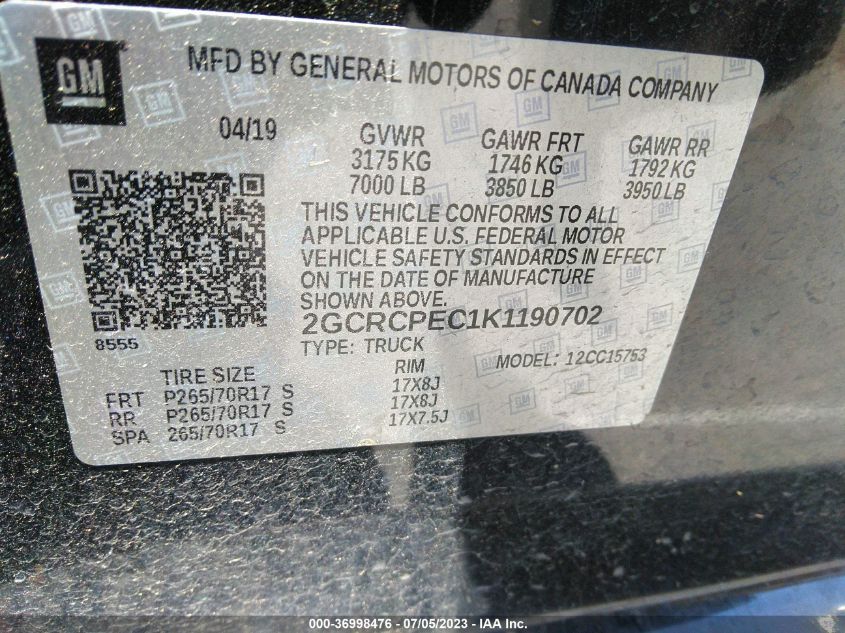 GM
MFD BY GENERAL MOTORS OF CANADA COMPANY
04/19
GVWR GAWR FRT GAWR RR
3175 KG 1746 KG 1792 KG
7000 LB 3850 LB 3950 LB
THIS VEHICLE CONFORMS TO ALL
APPLICABLE U.S. FEDERAL MOTOR
VEHICLE SAFETY STANDARDS IN EFFECT
ON THE DATE OF MANUFACTURE
SHOWN ABOVE.
8555
2GCRCPEC1K1190702
TYPE: TRUCK MODEL: 12CC15753
TIRE SIZE RIM
FRT P265/70R17 S 17X8J
RR P265/70R17 S 17X8J
SPA 265/70R17 S 17X7.5J
000-36998476 / 07/05/2023 - © IAA Inc.